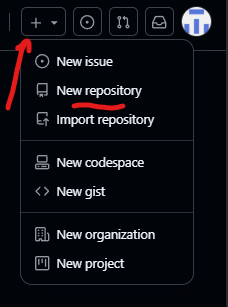 New issue
New repository
Import repository
New codespace
New gist
New organization
New project